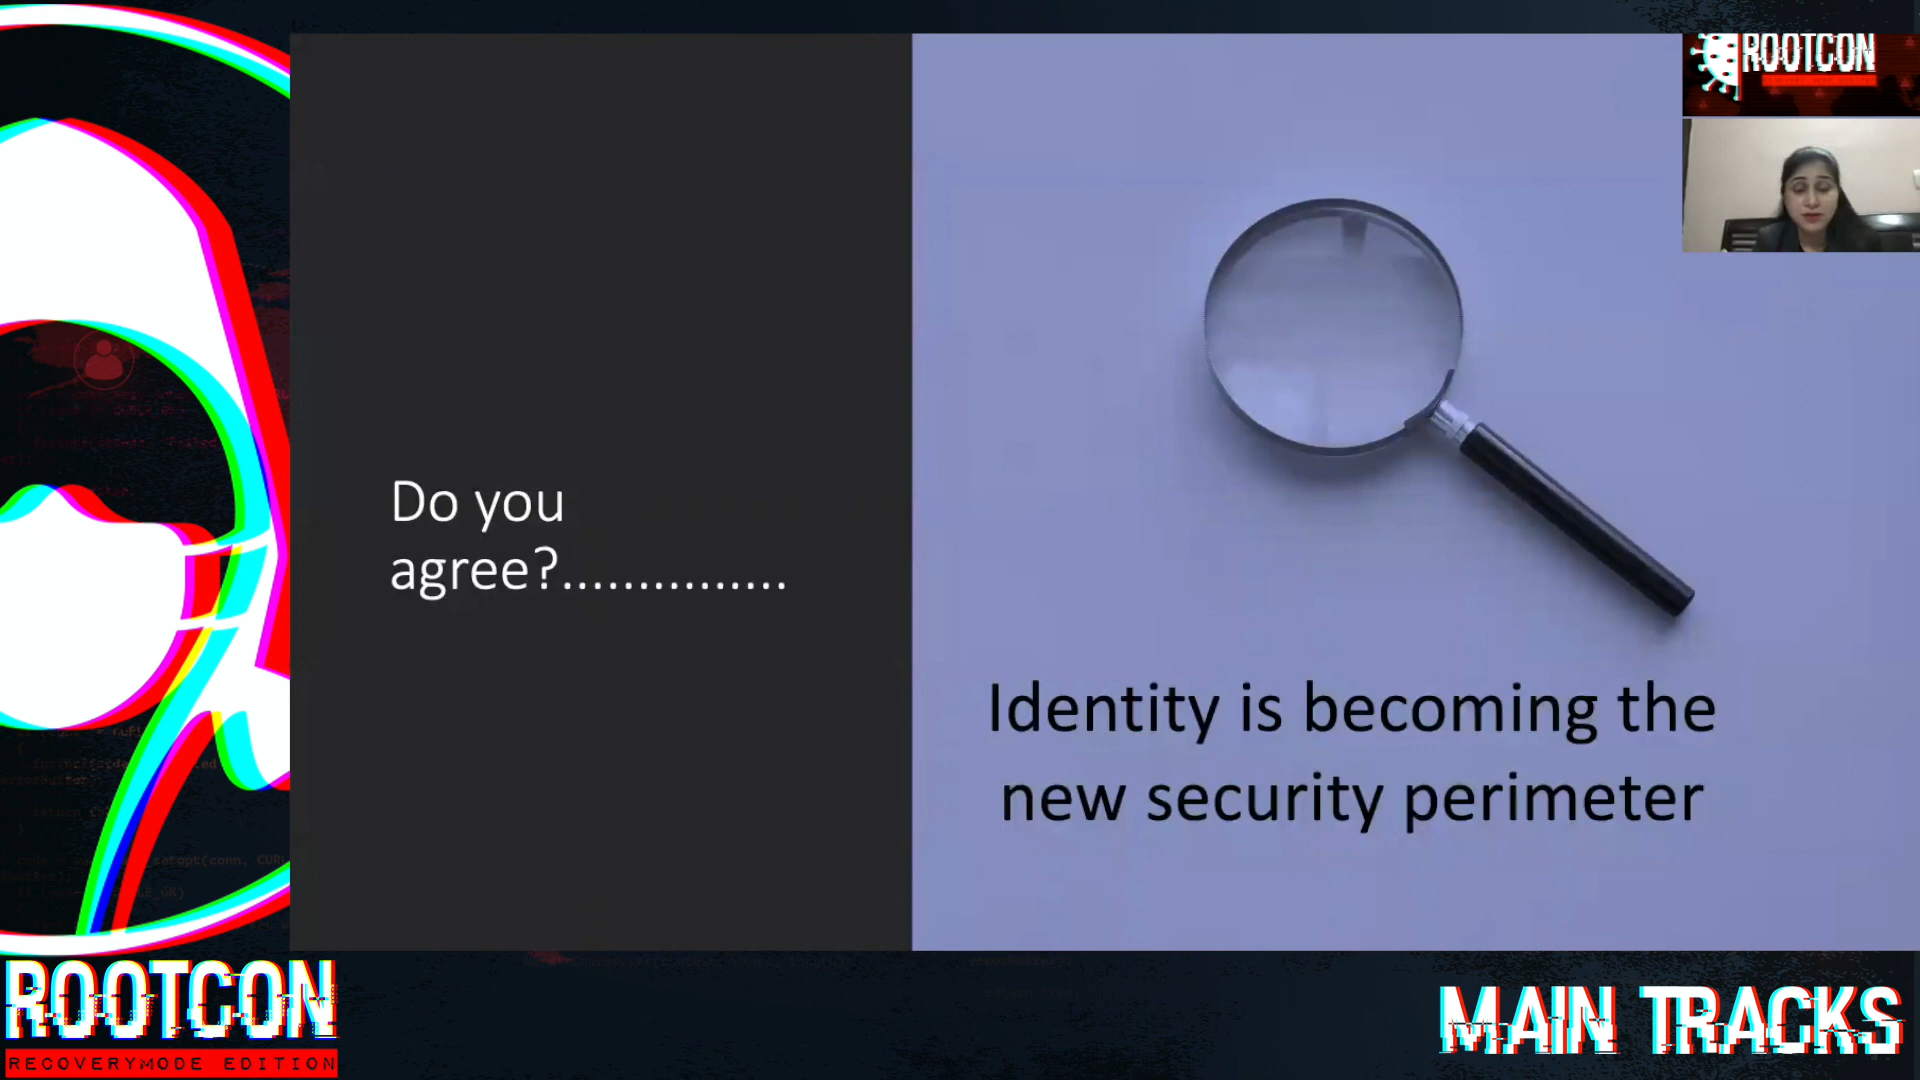 ROOTCON
Do you
agree?...............
Identity is becoming the
new security perimeter
ROOTCON
RECOVERYMODE EDITION
MAIN TRACKS